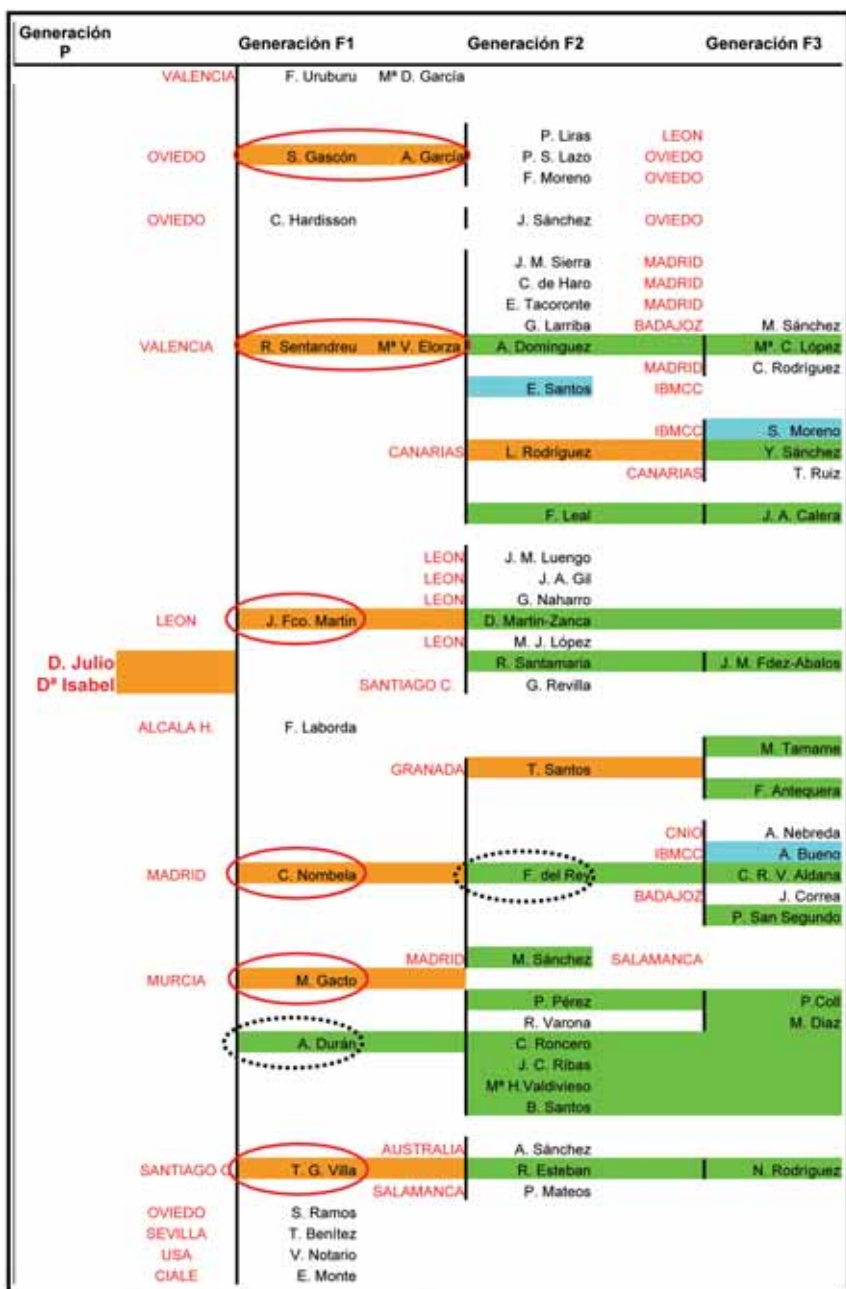 Generación P Generación F1 Generación F2 Generación F3
VALENCIA F. Uruburu Mª D. García
P. Liras LEON
OVIEDO S. Gascón A. García P. S. Lazo OVIEDO
F. Moreno OVIEDO
OVIEDO C. Hardisson J. Sánchez OVIEDO
J. M. Sierra MADRID
C. de Haro MADRID
E. Tacoronte MADRID
G. Larriba BADAJOZ M. Sánchez
VALENCIA R. Sentandreu Mª V. Elorza A. Domínguez Mª. C. López
MADRID C. Rodríguez
E. Santos IBMCC
IBMCC S. Moreno
CANARIAS L. Rodríguez Y. Sánchez
CANARIAS T. Ruiz
F. Leal J. A. Calera
LEON J. M. Luengo
LEON J. A. Gil
LEON G. Naharro
LEON J. Fco. Martin D. Martin-Zanca
LEON M. J. López
D. Julio R. Santamaria J. M. Fdez-Abalos
Dª Isabel SANTIAGO C. G. Revilla
ALCALA H. F. Laborda
M. Tamame
GRANADA T. Santos
F. Antequera
CNIO A. Nebreda
IBMCC A. Bueno
MADRID C. Nombela F. del Rey C. R. V. Aldana
BADAJOZ J. Correa
P. San Segundo
MADRID M. Sánchez SALAMANCA
MURCIA M. Gacto
P. Pérez P.Coll
R. Varona M. Diaz
A. Durán C. Roncero
J. C. Ribas
Mª H.Valdivieso
B. Santos
AUSTRALIA A. Sánchez
SANTIAGO C T. G. Villa R. Esteban N. Rodriguez
SALAMANCA P. Mateos
OVIEDO S. Ramos
SEVILLA T. Benítez
USA V. Notario
CIALE E. Monte